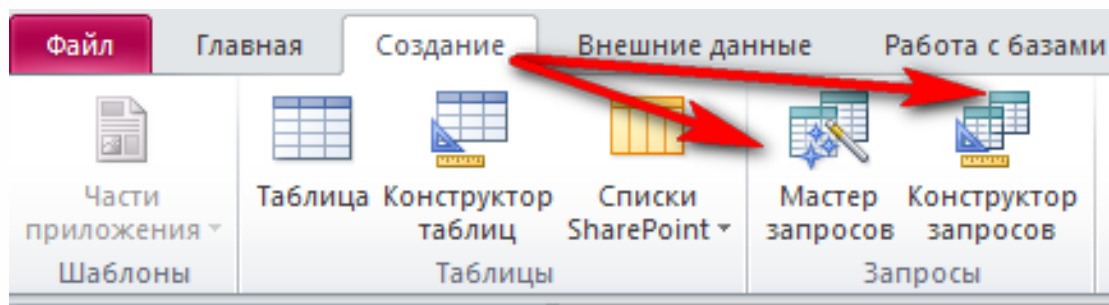 Файл Главная Создание Внешние данные Работа с базами
Части приложения Таблица Конструктор таблиц Списки SharePoint Мастер запросов Конструктор запросов
Шаблоны Таблицы Запросы